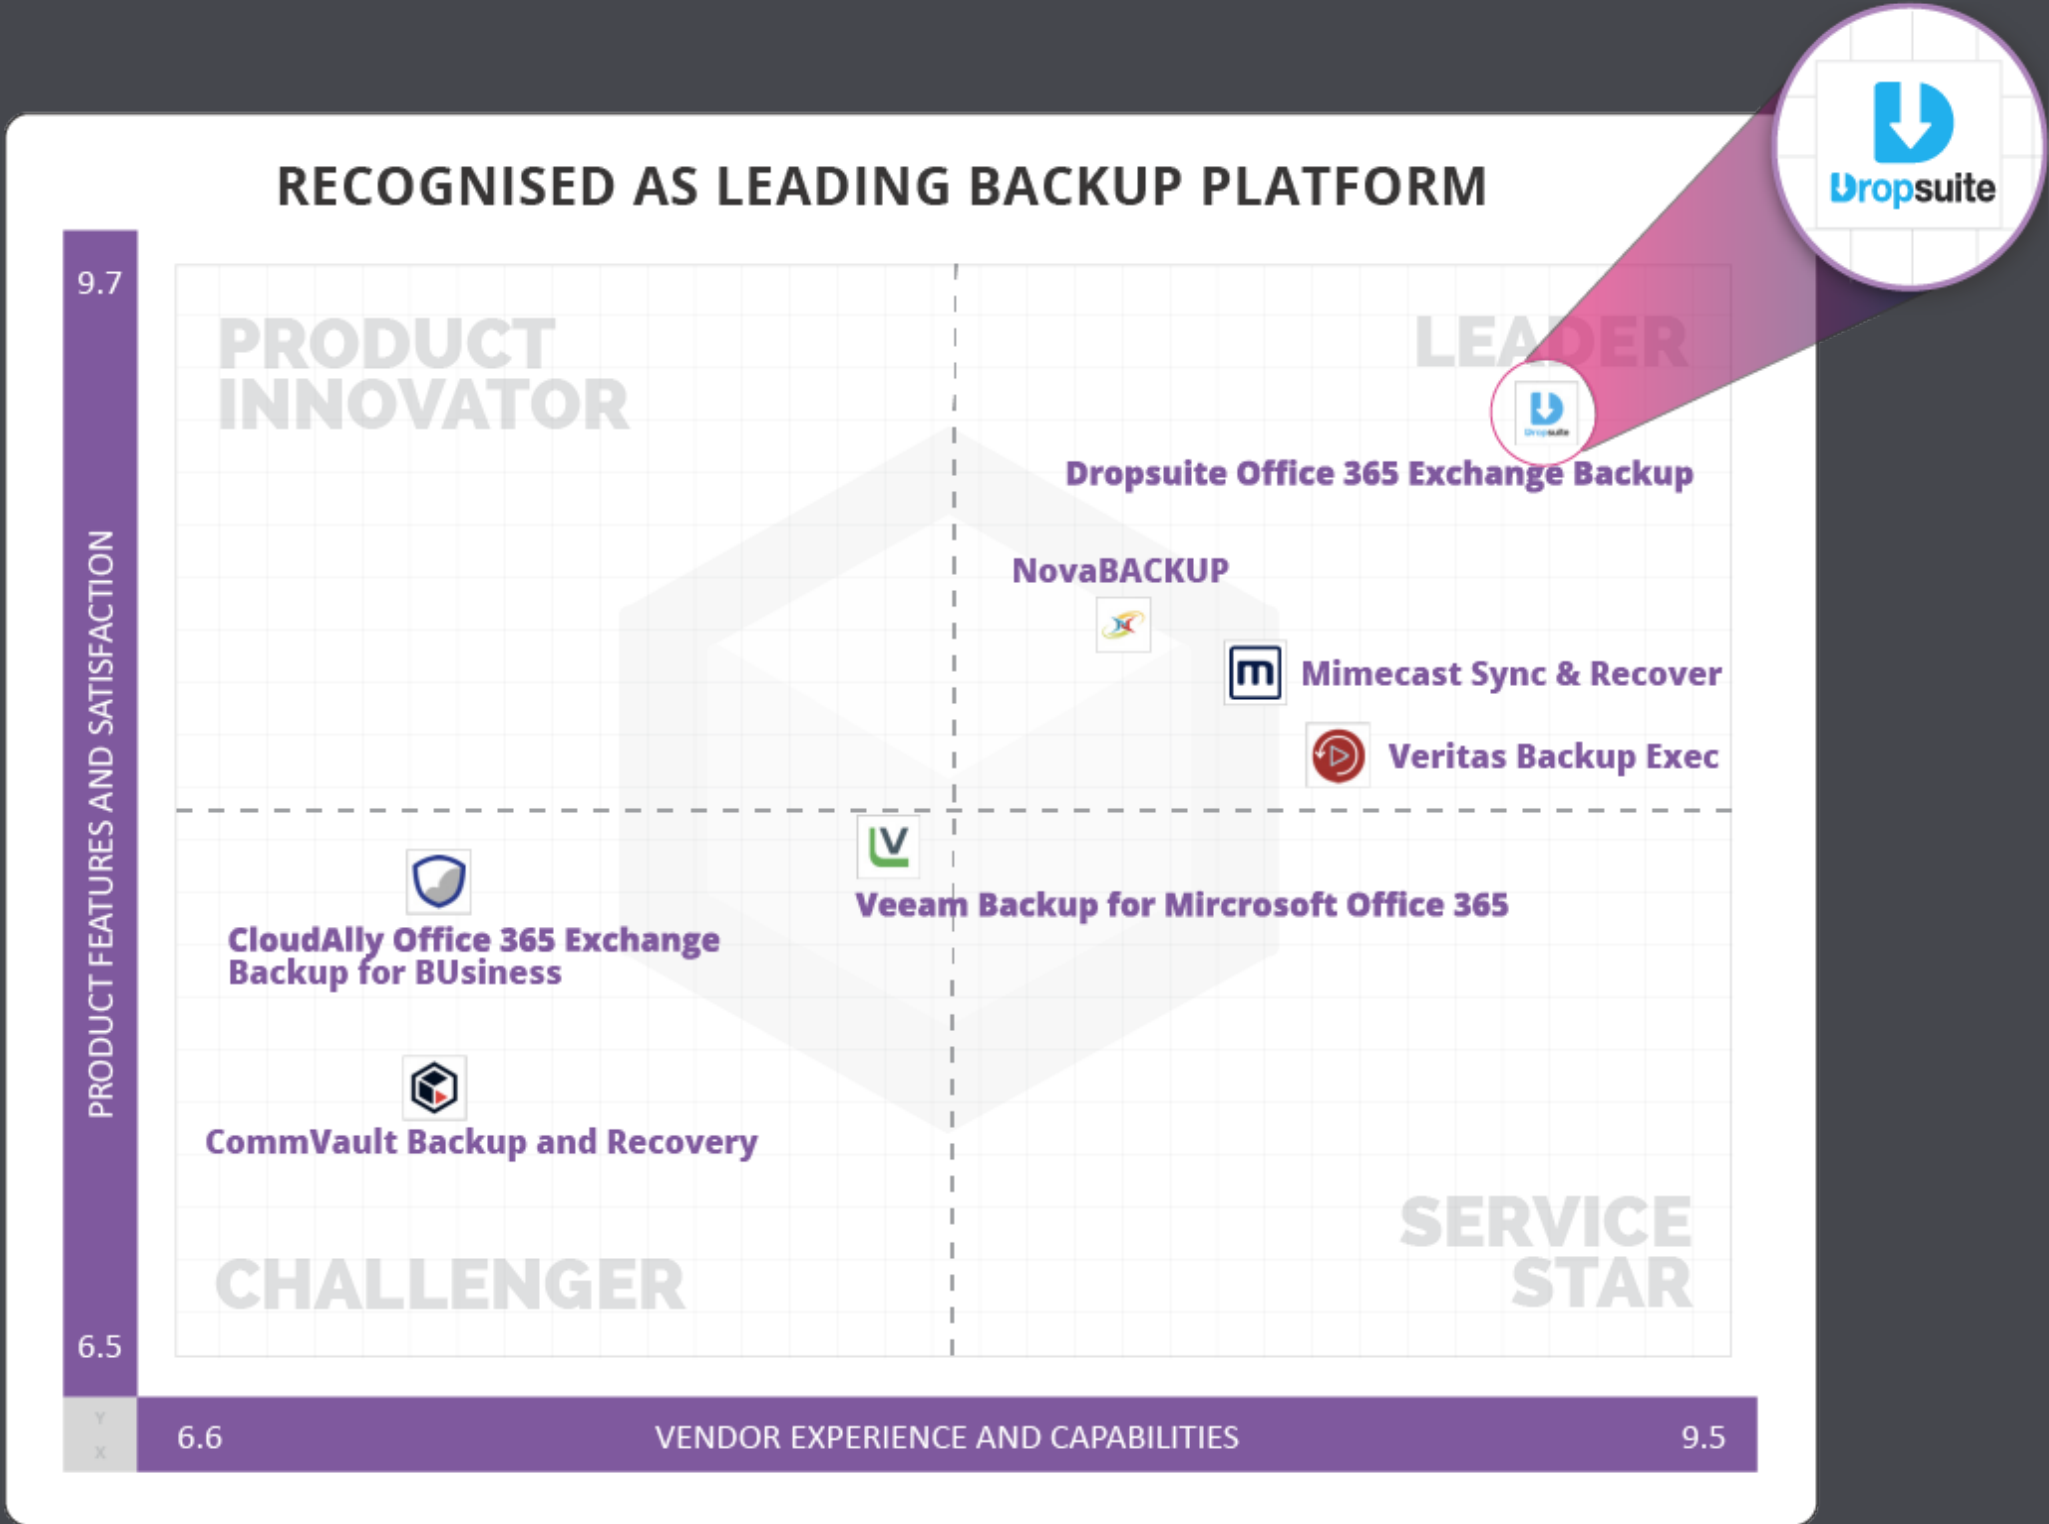 Dropsuite
RECOGNISED AS LEADING BACKUP PLATFORM
9.7
PRODUCT
INNOVATOR
LEADER
Dropsuite
Dropsuite Office 365 Exchange Backup
NovaBACKUP
Mimecast Sync & Recover
Veritas Backup Exec
PRODUCT FEATURES AND SATISFACTION
Veeam Backup for Mircrosoft Office 365
CloudAlly Office 365 Exchange
Backup for BUsiness
CommVault Backup and Recovery
SERVICE
STAR
CHALLENGER
6.5
Y
X
6.6
VENDOR EXPERIENCE AND CAPABILITIES
9.5